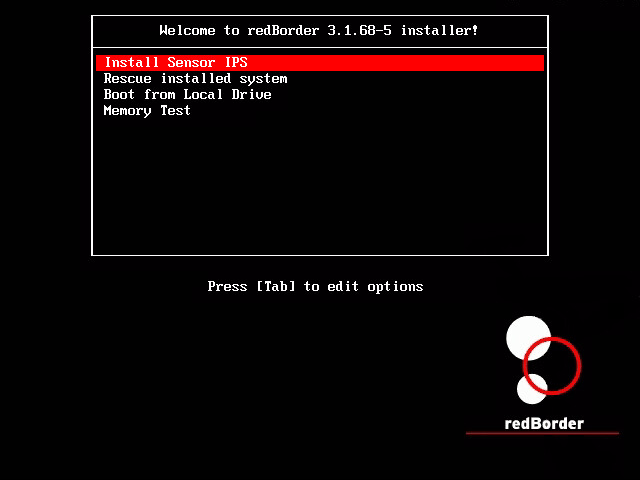 Welcome to redBorder 3.1.68-5 installer!
Install Sensor IPS
Rescue installed system
Boot from Local Drive
Memory Test
Press [Tab] to edit options
redBorder